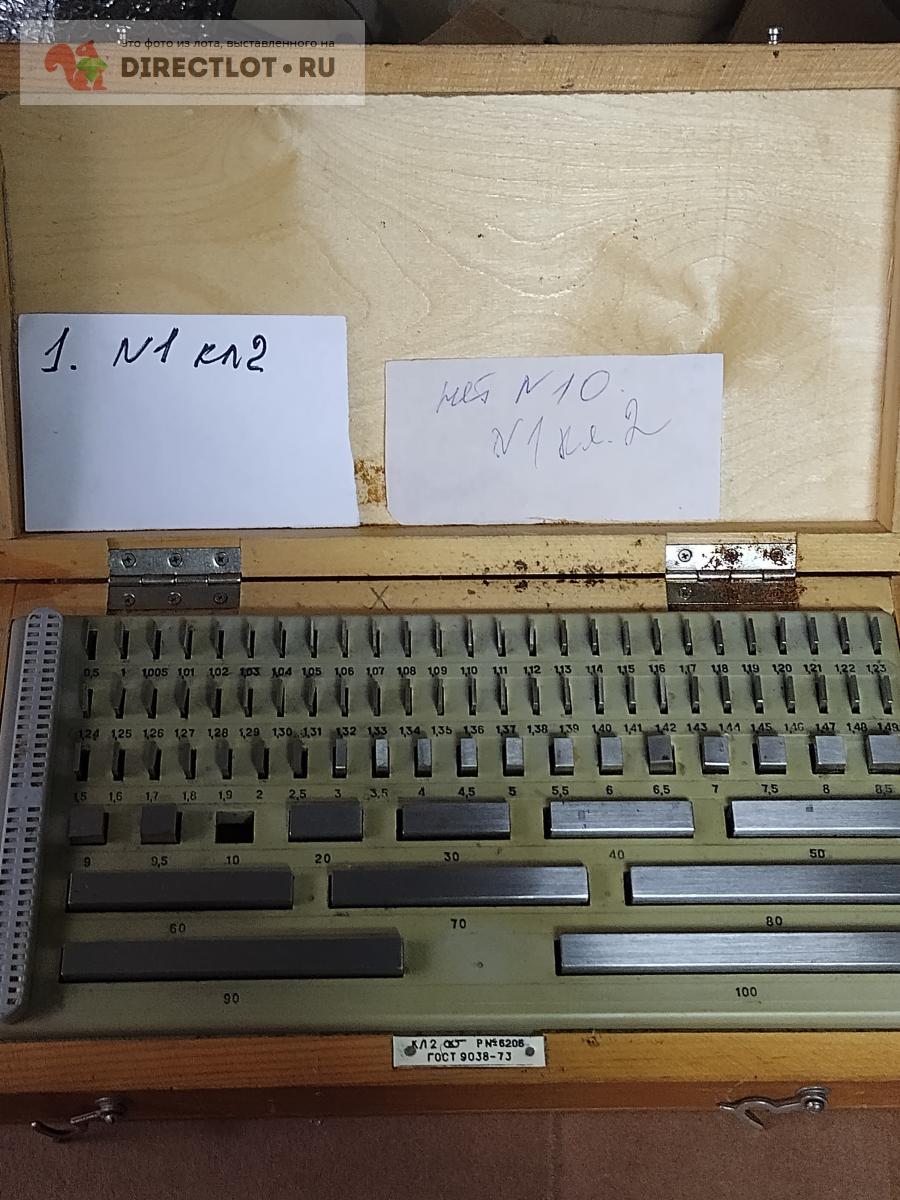 это фото из лота, выставленного на
DIRECTLOT.RU
1. N1 кл2
нет N10.
N1 кл.2
0,5 1 1,005 1,01 1,02 1,03 1,04 1,05 1,06 1,07 1,08 1,09 1,10 1,11 1,12 1,13 1,14 1,15 1,16 1,17 1,18 1,19 1,20 1,21 1,22 1,23
1,24 1,25 1,26 1,27 1,28 1,29 1,30 1,31 1,32 1,33 1,34 1,35 1,36 1,37 1,38 1,39 1,40 1,41 1,42 1,43 1,44 1,45 1,46 1,47 1,48 1,49
1,5 1,6 1,7 1,8 1,9 2 2,5 3 3,5 4 4,5 5 5,5 6 6,5 7 7,5 8 8,5
9 9,5 10 20 30 40 50
60 70 80
90 100
КЛ2 Р№6206
ГОСТ 9038-73